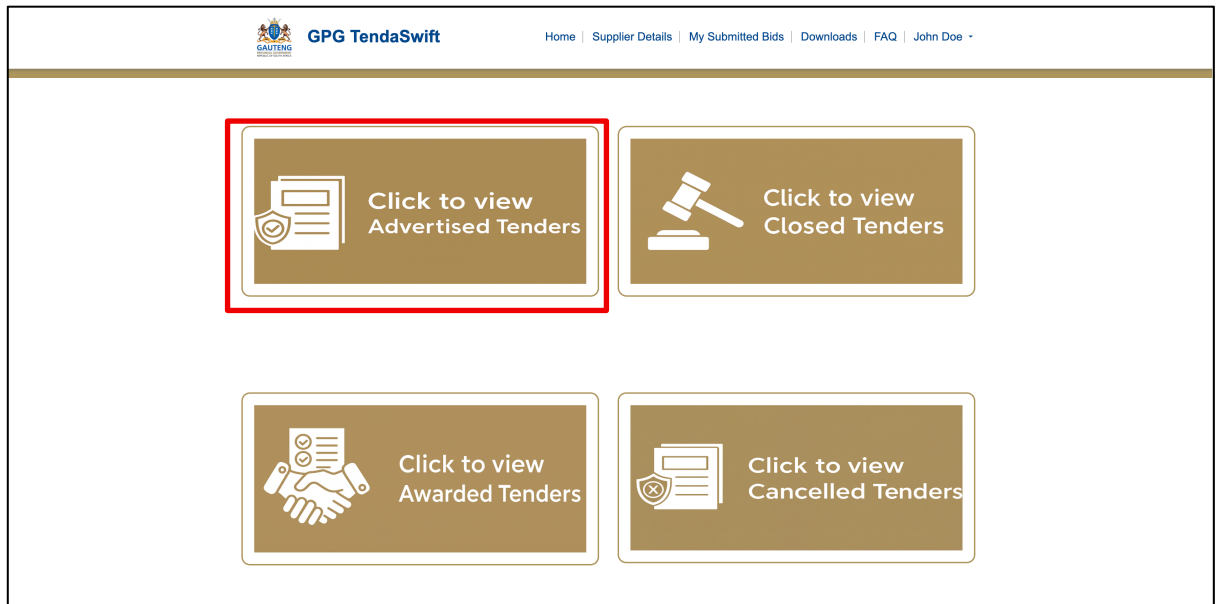 GAUTENG
GPG TendaSwift
Home | Supplier Details | My Submitted Bids | Downloads | FAQ | John Doe
Click to view
Advertised Tenders
Click to view
Closed Tenders
Click to view
Awarded Tenders
Click to view
Cancelled Tenders